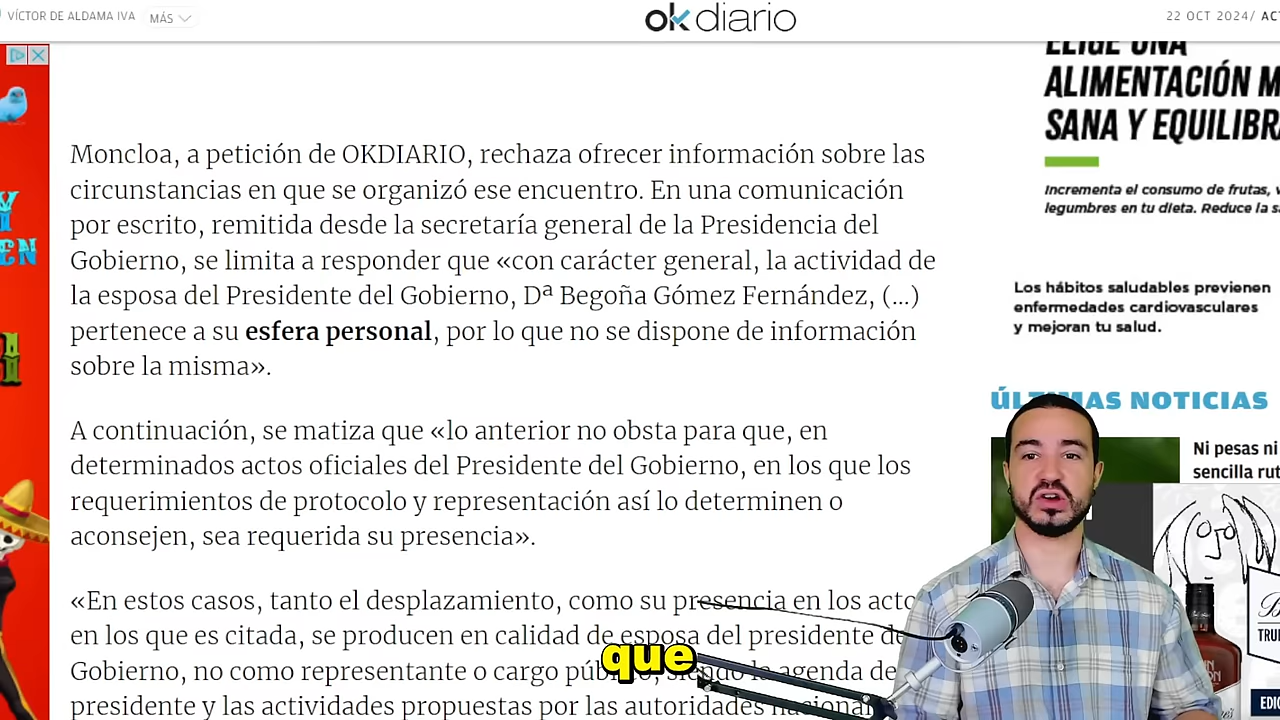 VÍCTOR DE ALDAMA IVA
MÁS
okdiario
22 OCT 2024/
ELIGE UNA
ALIMENTACIÓN
SANA Y
Incrementa el consumo de frutas,
legumbres en tu dieta. Reduce la
Los hábitos saludables previenen
enfermedades cardiovasculares
y mejoran tu salud.
Moncloa, a petición de OKDIARIO, rechaza ofrecer información sobre las
circunstancias en que se organizó ese encuentro. En una comunicación
por escrito, remitida desde la secretaría general de la Presidencia del
Gobierno, se limita a responder que «con carácter general, la actividad de
la esposa del Presidente del Gobierno, Dª Begoña Gómez Fernández, (...)
pertenece a su esfera personal, por lo que no se dispone de información
sobre la misma».
A continuación, se matiza que «lo anterior no obsta para que, en
determinados actos oficiales del Presidente del Gobierno, en los que los
requerimientos de protocolo y representación así lo determinen o
aconsejen, sea requerida su presencia».
«En estos casos, tanto el desplazamiento, como su presencia en los
en los que es citada, se producen en calidad de esposa del presidente
Gobierno, no como representante o cargo siendo la agenda de
presidente y las actividades propuestas por las autoridades nacional
que
ÚLTIMAS NOTICIAS
Ni pesas ni
sencilla